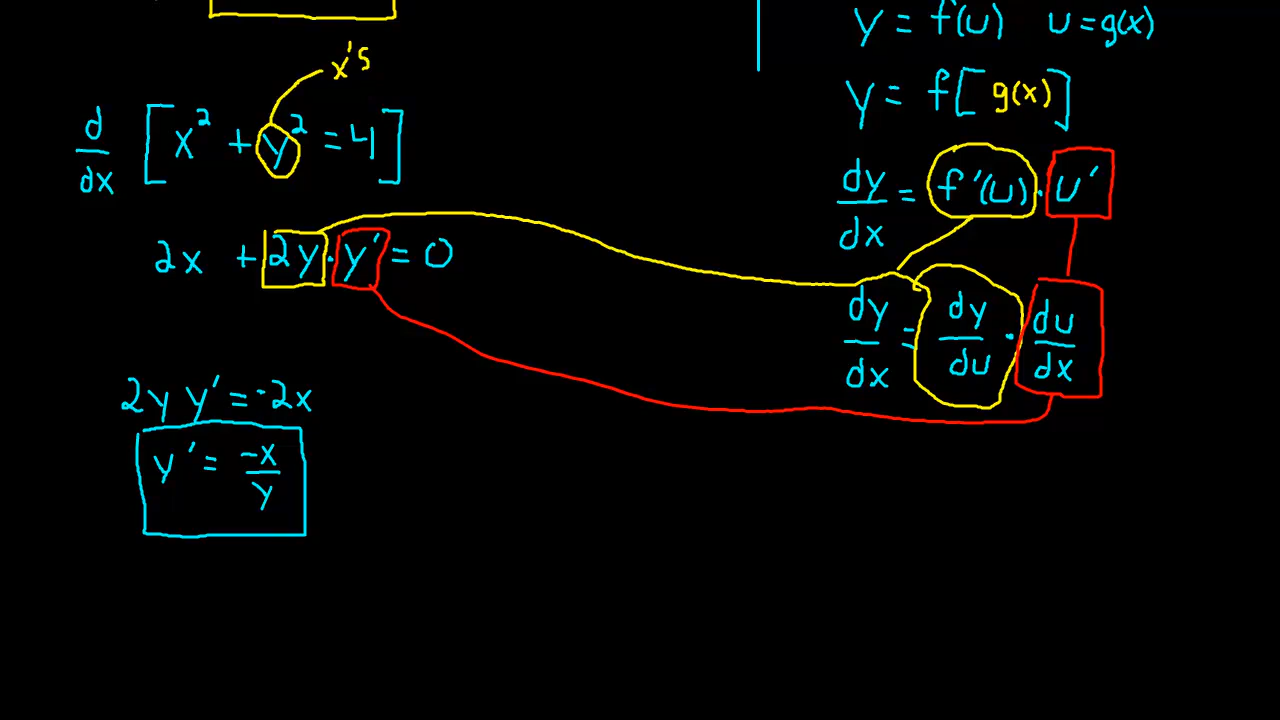 x's
d/dx [x² + y² = 4]
2x + 2y · y' = 0
2y y' = -2x
y' = -x/y
y = f(u) u = g(x)
y = f[g(x)]
dy/dx = f'(u) · u'
dy/dx = dy/du · du/dx